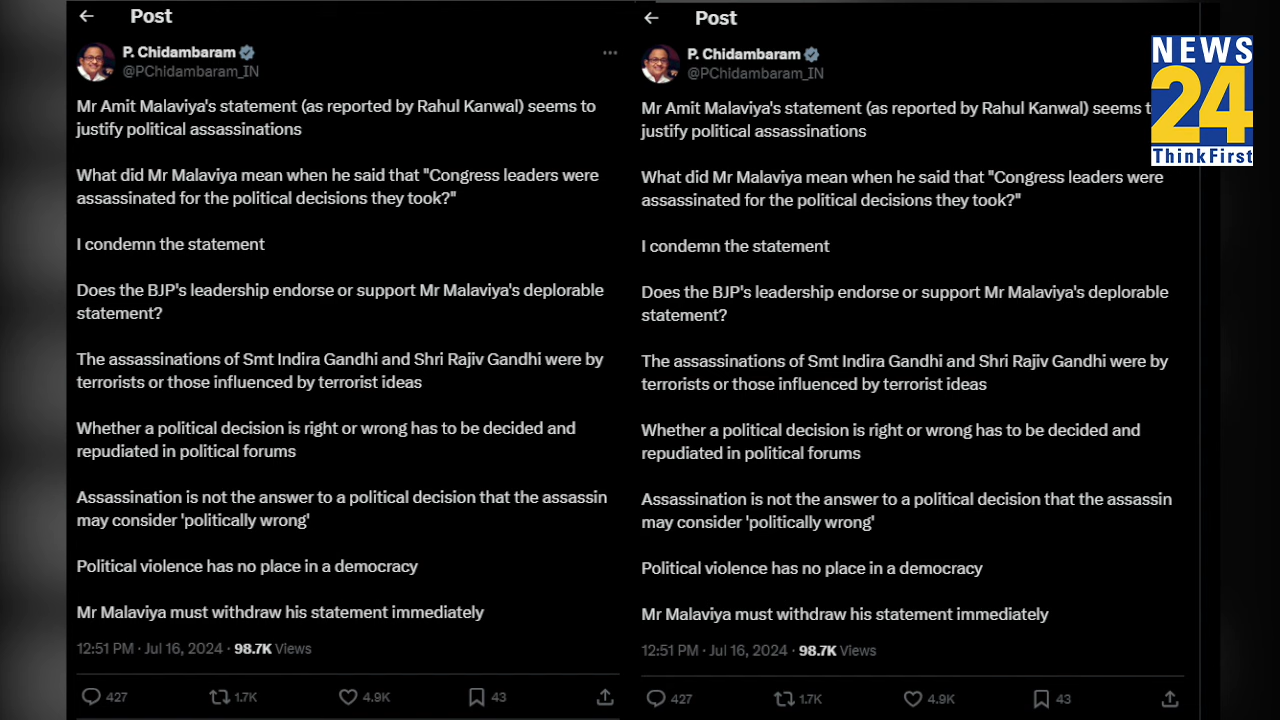 Post
P. Chidambaram
@PChidambaram_IN
Mr Amit Malaviya's statement (as reported by Rahul Kanwal) seems to
justify political assassinations
What did Mr Malaviya mean when he said that "Congress leaders were
assassinated for the political decisions they took?"
I condemn the statement
Does the BJP's leadership endorse or support Mr Malaviya's deplorable
statement?
The assassinations of Smt Indira Gandhi and Shri Rajiv Gandhi were by
terrorists or those influenced by terrorist ideas
Whether a political decision is right or wrong has to be decided and
repudiated in political forums
Assassination is not the answer to a political decision that the assassin
may consider 'politically wrong'
Political violence has no place in a democracy
Mr Malaviya must withdraw his statement immediately
12:51 PM · Jul 16, 2024 · 98.7K Views
427 1.7K 4.9K 43
Post
P. Chidambaram
@PChidambaram_IN
Mr Amit Malaviya's statement (as reported by Rahul Kanwal) seems
justify political assassinations
What did Mr Malaviya mean when he said that "Congress leaders were
assassinated for the political decisions they took?"
I condemn the statement
Does the BJP's leadership endorse or support Mr Malaviya's deplorable
statement?
The assassinations of Smt Indira Gandhi and Shri Rajiv Gandhi were by
terrorists or those influenced by terrorist ideas
Whether a political decision is right or wrong has to be decided and
repudiated in political forums
Assassination is not the answer to a political decision that the assassin
may consider 'politically wrong'
Political violence has no place in a democracy
Mr Malaviya must withdraw his statement immediately
12:51 PM · Jul 16, 2024 · 98.7K Views
427 1.7K 4.9K 43
NEWS
24
ThinkFirst